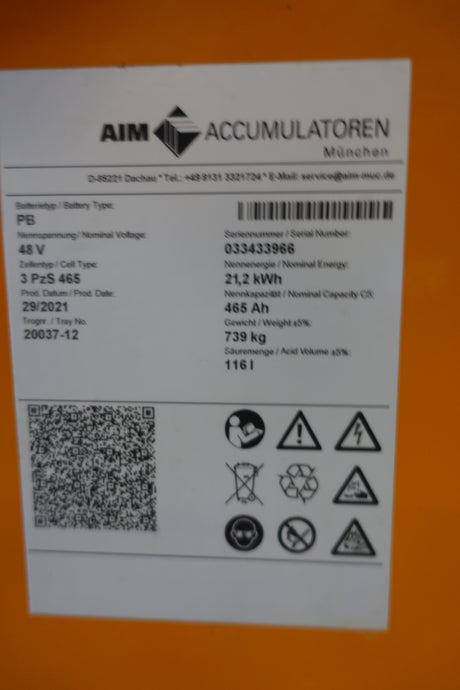 AIM ACCUMULATOREN
München
D-85221 Dachau * Tel.: +49 8131 3321724 * E-Mail: service@aim-muc.de
Batterietyp / Battery Type:
PB
Nennspannung / Nominal Voltage:
48 V
Zellentyp / Cell Type:
3 PzS 465
Prod. Datum / Prod. Date:
29/2021
Trognr. / Tray No.
20037-12
Seriennummer / Serial Number:
033433966
Nennenergie / Nominal Energy:
21,2 kWh
Nennkapazität / Nominal Capacity C5:
465 Ah
Gewicht / Weight ±5%:
739 kg
Säuremenge / Acid Volume ±5%:
116 l